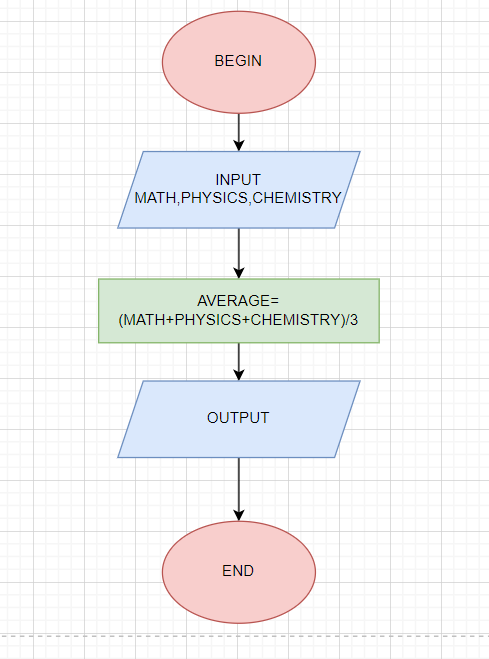 BEGIN
INPUT
MATH,PHYSICS,CHEMISTRY
AVERAGE=
(MATH+PHYSICS+CHEMISTRY)/3
OUTPUT
END